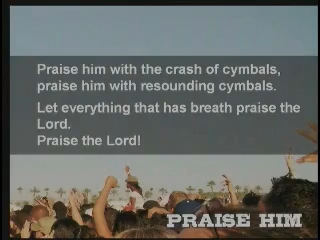 Praise him with the crash of cymbals,
praise him with resounding cymbals.
Let everything that has breath praise the
Lord.
Praise the Lord!
PRAISE HIM